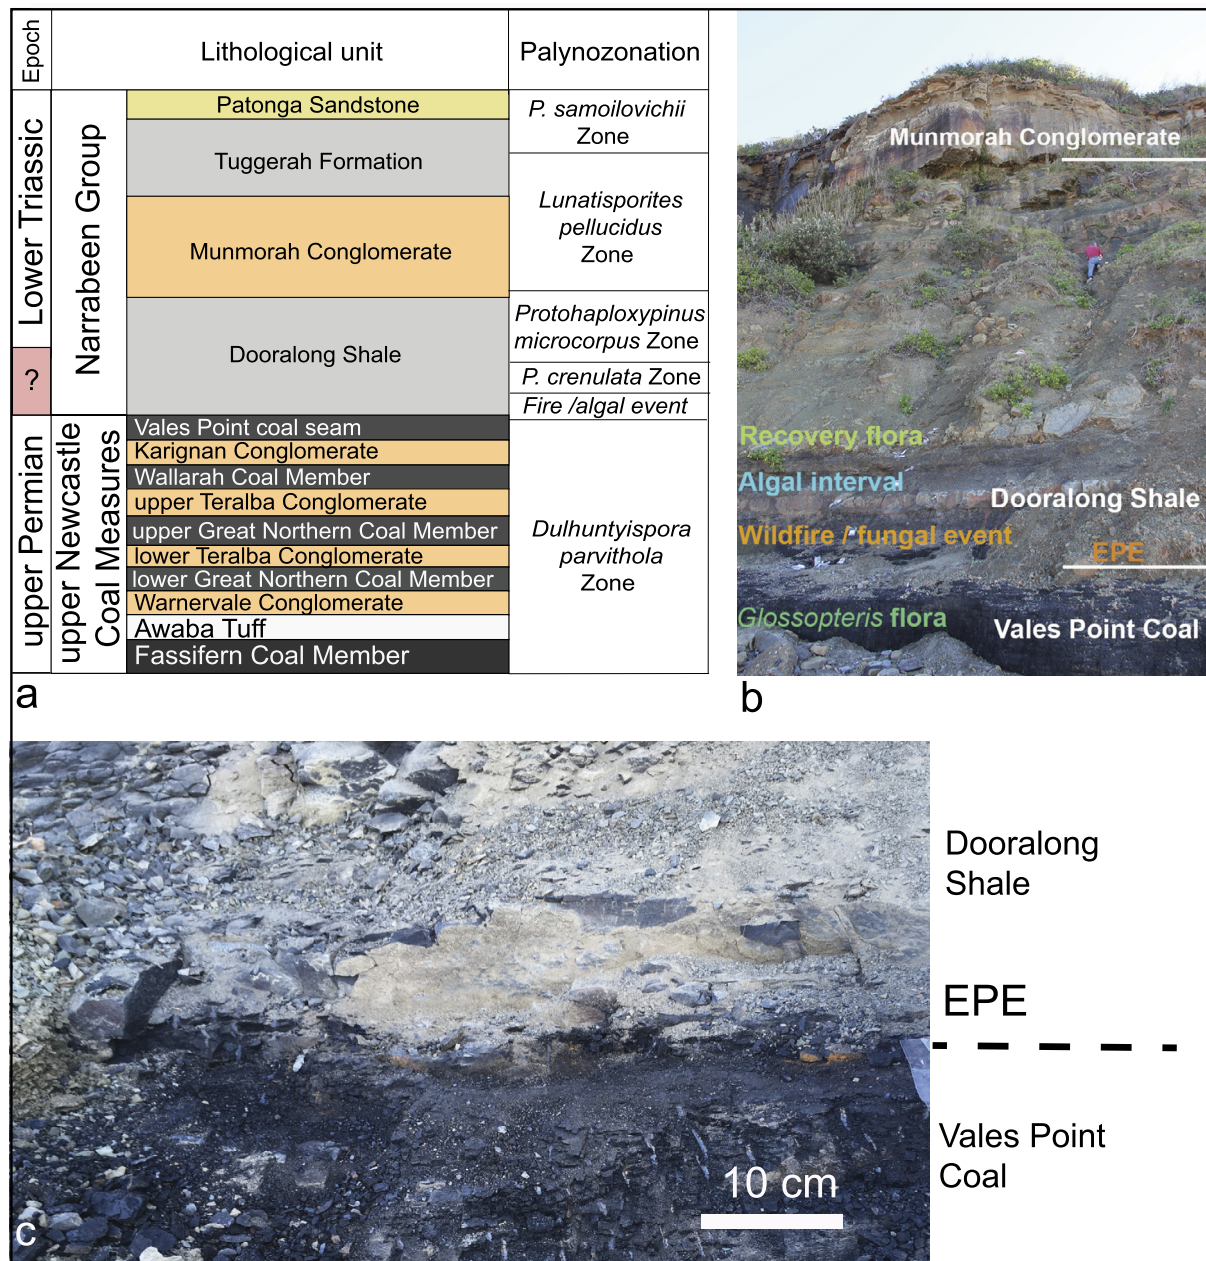 Epoch
Lithological unit
Palynozonation
Lower Triassic
?
upper Permian
Narrabeen Group
upper Newcastle
Coal Measures
Patonga Sandstone
Tuggerah Formation
Munmorah Conglomerate
Dooralong Shale
Vales Point coal seam
Karignan Conglomerate
Wallarah Coal Member
upper Teralba Conglomerate
upper Great Northern Coal Member
lower Teralba Conglomerate
lower Great Northern Coal Member
Warnervale Conglomerate
Awaba Tuff
Fassifern Coal Member
P. samoilovichii
Zone
Lunatisporites
pellucidus
Zone
Protohaploxypinus
microcorpus Zone
P. crenulata Zone
Fire /algal event
Dulhuntyispora
parvithola
Zone
a
Munmorah Conglomerate
Recovery flora
Algal interval
Dooralong Shale
Wildfire / fungal event
EPE
Glossopteris flora
Vales Point Coal
b
Dooralong
Shale
EPE
Vales Point
Coal
10 cm
c